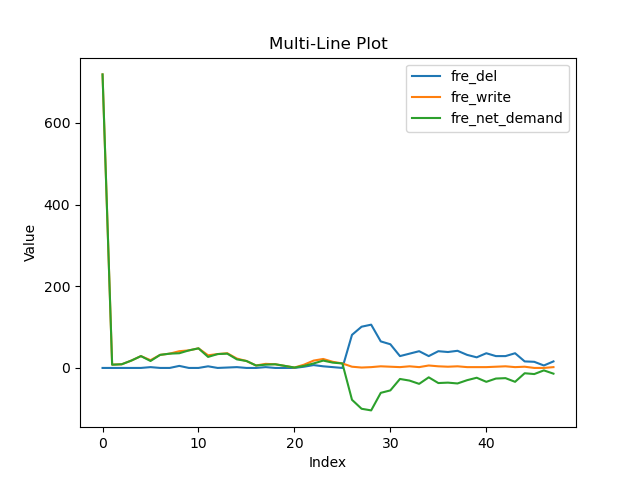 Multi-Line Plot
fre_del
fre_write
fre_net_demand
600
400
200
0
Value
0 10 20 30 40
Index